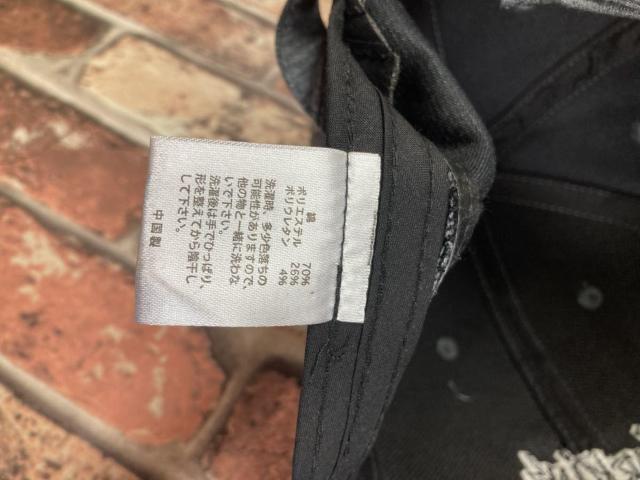 綿 70%
ポリエステル 26%
ポリウレタン 4%
洗濯時、多少色落ちの
可能性がありますので、
他の物と一緒に洗わな
いで下さい。
洗濯後は手でひっぱり、
形を整えてから陰干し
して下さい。
中国製